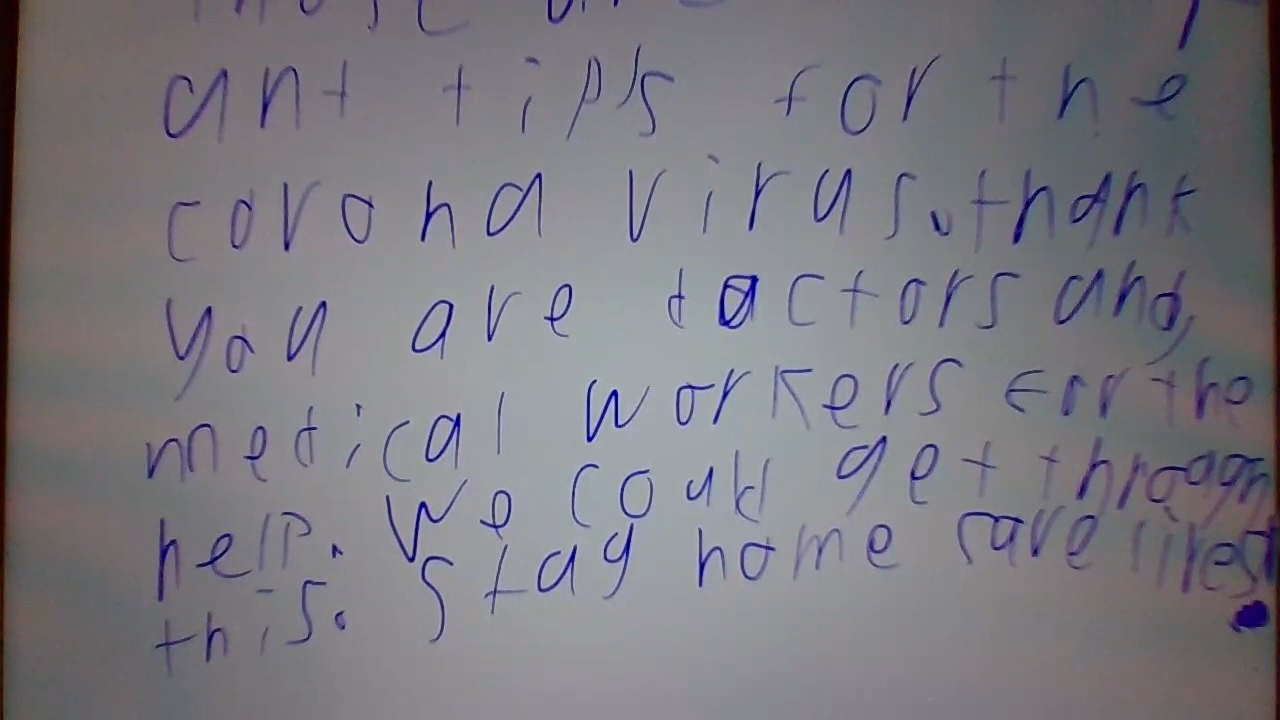 ant tips for the
corona virus. thank
you are doctors and,
medical workers for the
help. We could get through
this. Stay home save lives